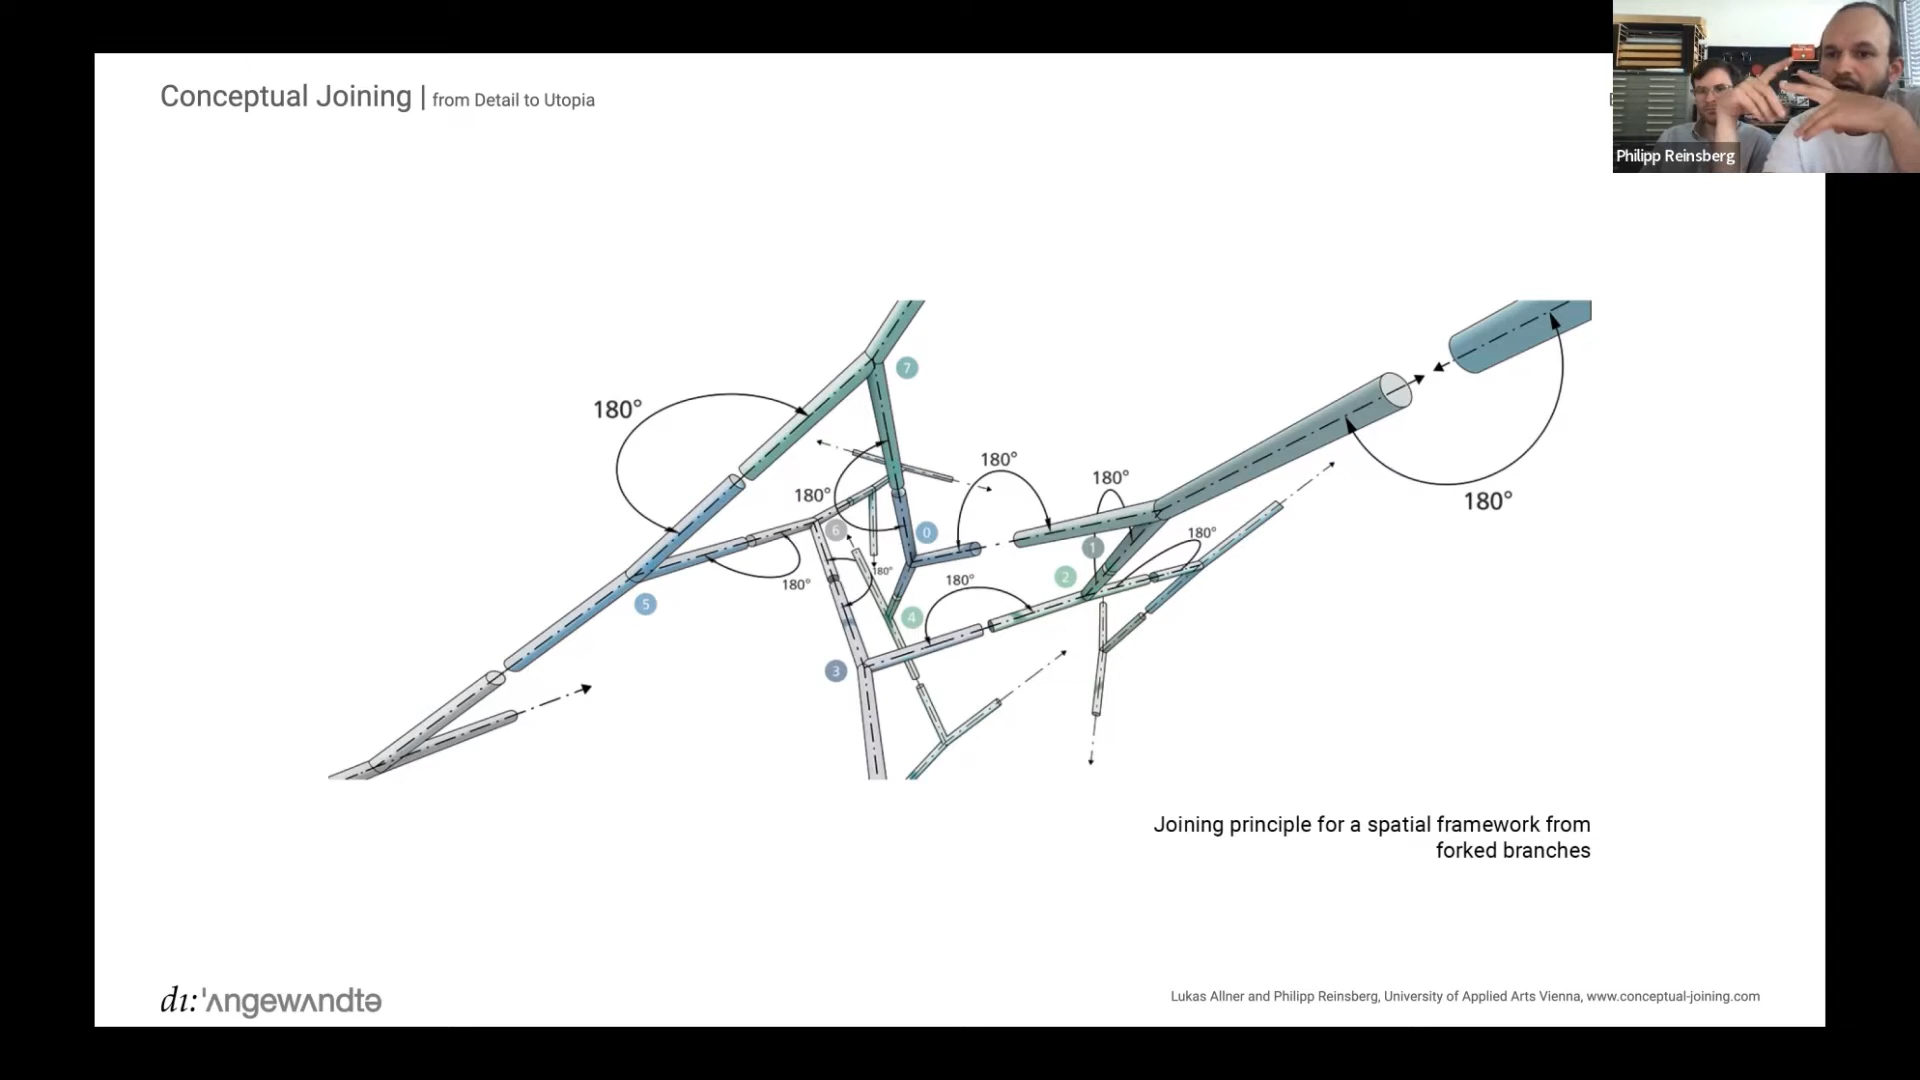 Conceptual Joining | from Detail to Utopia
Philipp Reinsberg
7
180°
180°
180°
180°
180°
6
0
1
180°
180°
180°
180°
2
5
4
3
Joining principle for a spatial framework from
forked branches
dı:'ʌngewʌndtə
Lukas Allner and Philipp Reinsberg, University of Applied Arts Vienna, www.conceptual-joining.com